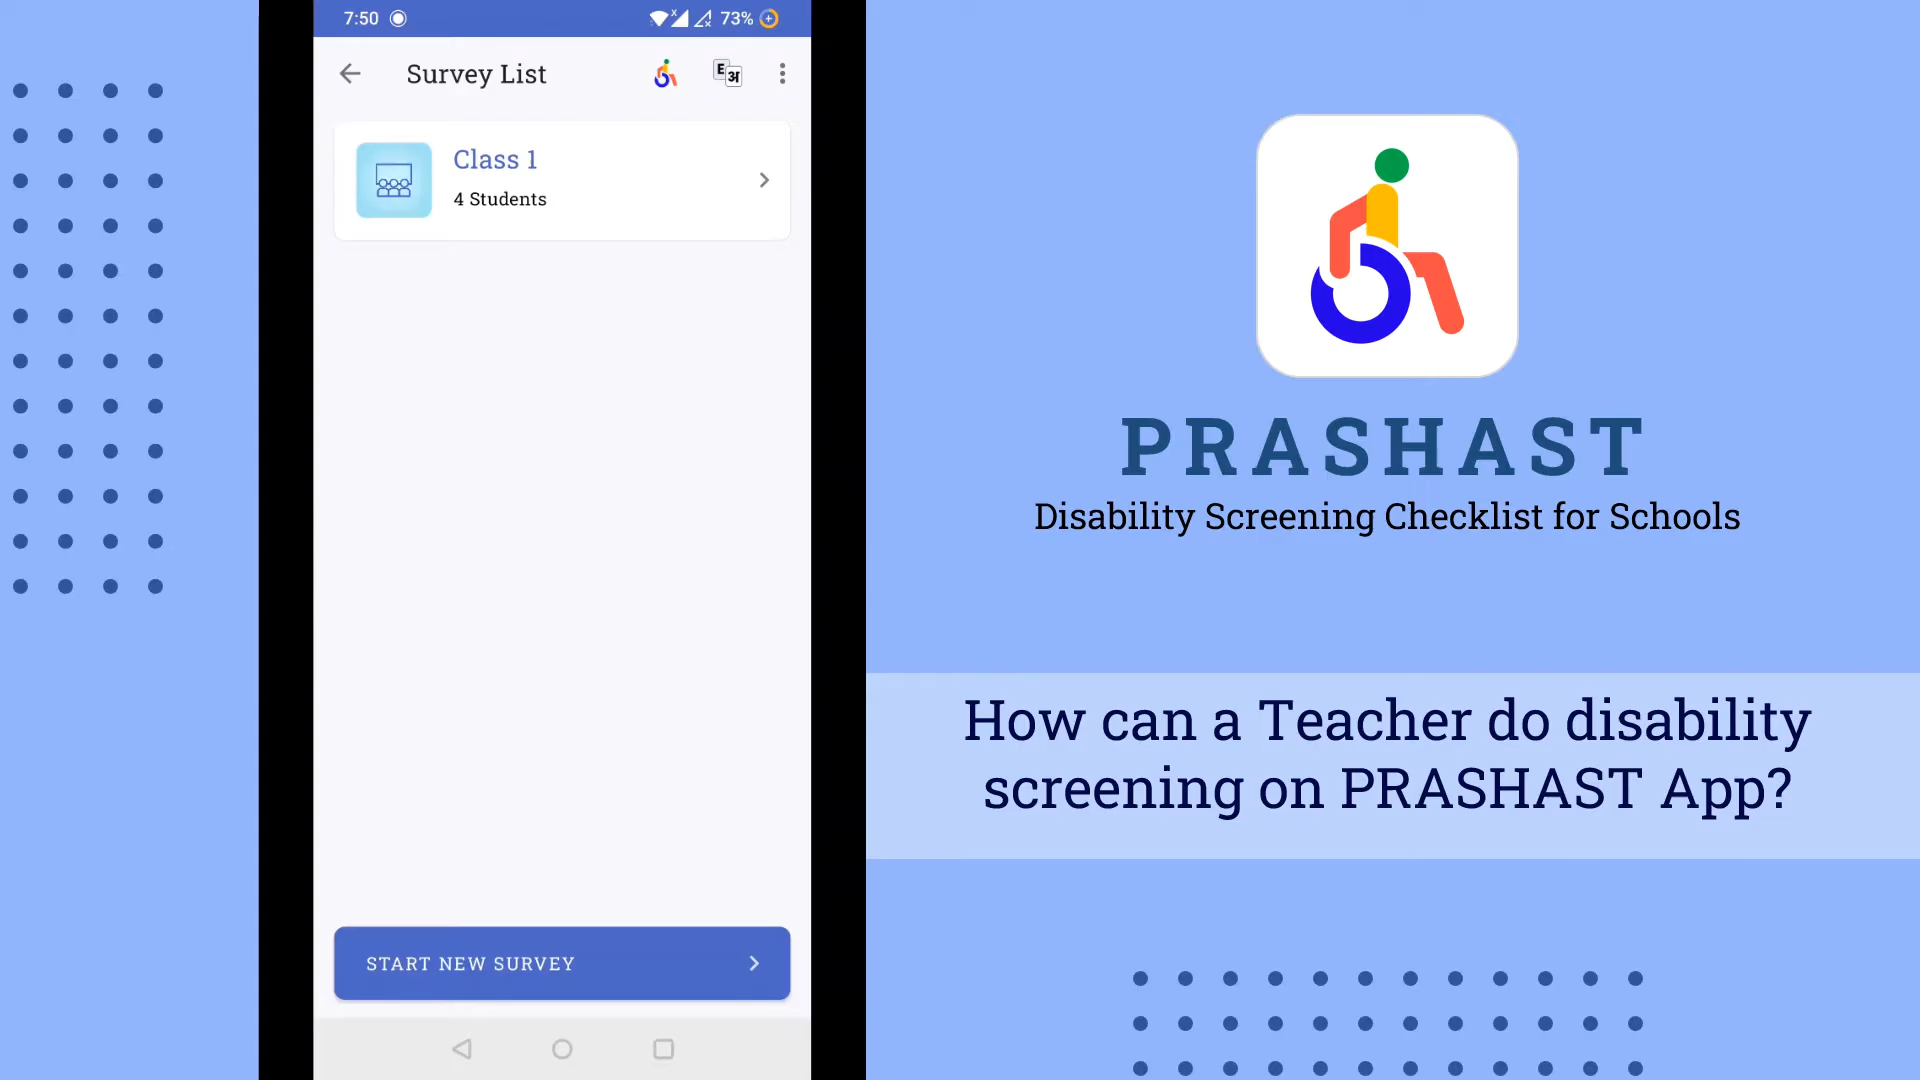 7:50
73%
Survey List
E अ
Class 1
4 Students
START NEW SURVEY
PRASHAST
Disability Screening Checklist for Schools
How can a Teacher do disability
screening on PRASHAST App?